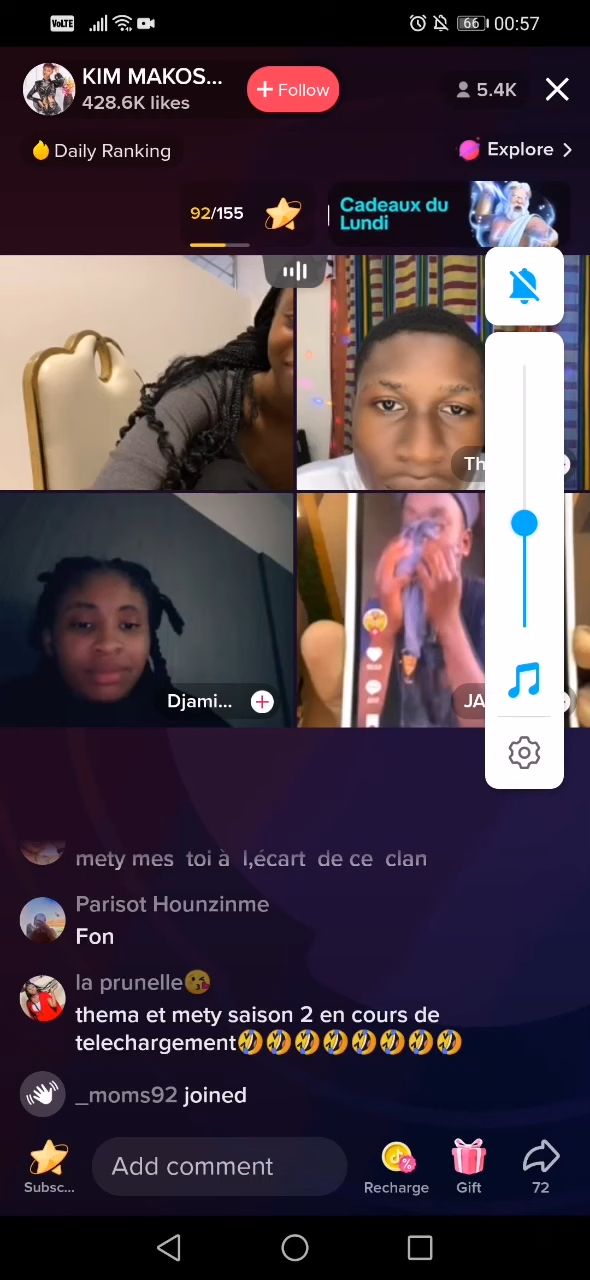 VoLTE
66 00:57
KIM MAKOS...
428.6K likes
+ Follow
5.4K
Daily Ranking
Explore >
92/155
Cadeaux du
Lundi
Th
Djami...
JA
mety mes toi à l,écart de ce clan
Parisot Hounzinme
Fon
la prunelle😘
thema et mety saison 2 en cours de
telechargement🤣🤣🤣🤣🤣🤣🤣🤣
_moms92 joined
Subsc...
Add comment
Recharge
Gift
72